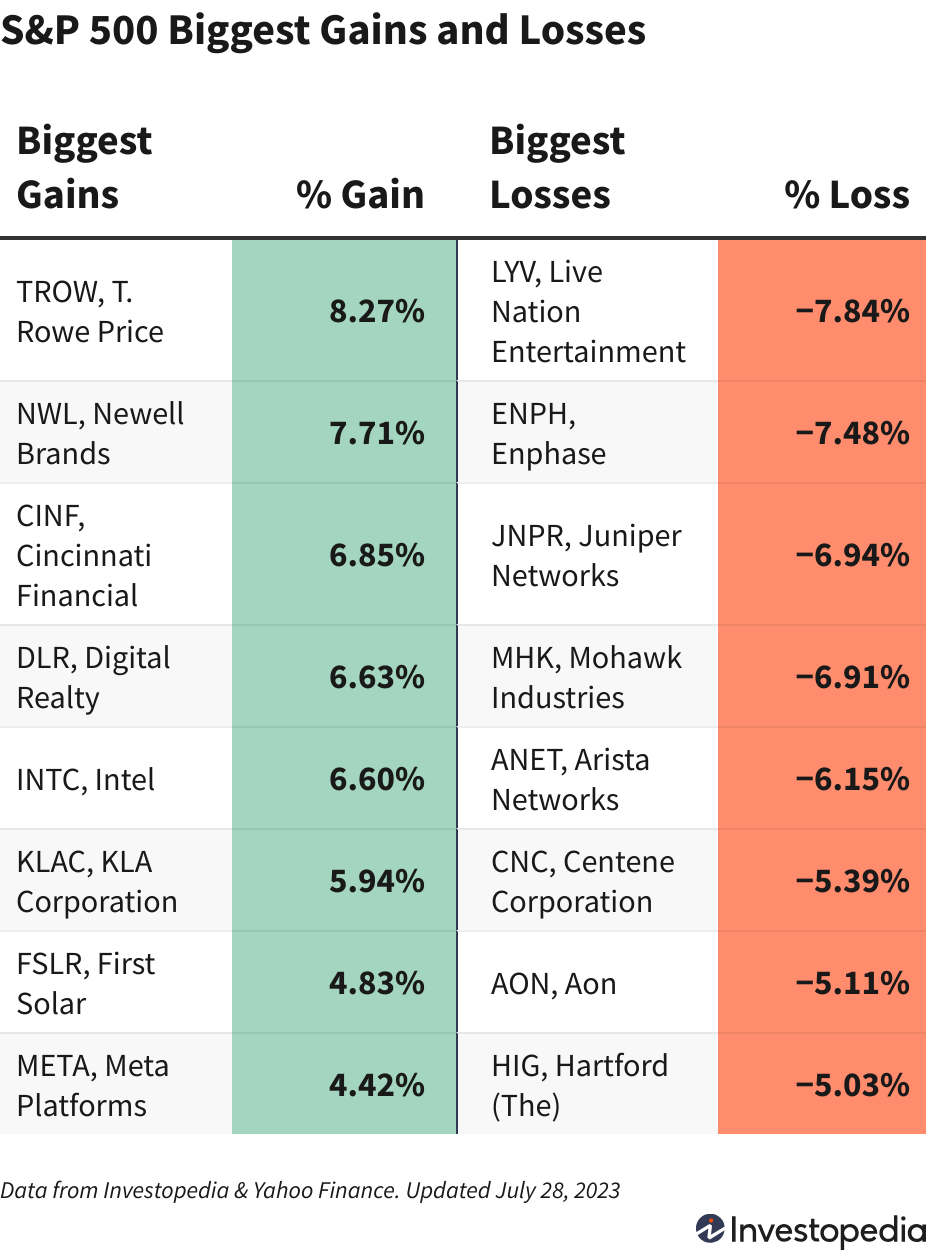 S&P 500 Biggest Gains and Losses
Biggest
Gains
% Gain
Biggest
Losses
% Loss
TROW, T.
Rowe Price
8.27%
LYV, Live
Nation
Entertainment
−7.84%
NWL, Newell
Brands
7.71%
ENPH,
Enphase
−7.48%
CINF,
Cincinnati
Financial
6.85%
JNPR, Juniper
Networks
−6.94%
DLR, Digital
Realty
6.63%
MHK, Mohawk
Industries
−6.91%
INTC, Intel
6.60%
ANET, Arista
Networks
−6.15%
KLAC, KLA
Corporation
5.94%
CNC, Centene
Corporation
−5.39%
FSLR, First
Solar
4.83%
AON, Aon
−5.11%
META, Meta
Platforms
4.42%
HIG, Hartford
(The)
−5.03%
Data from Investopedia & Yahoo Finance. Updated July 28, 2023
Investopedia